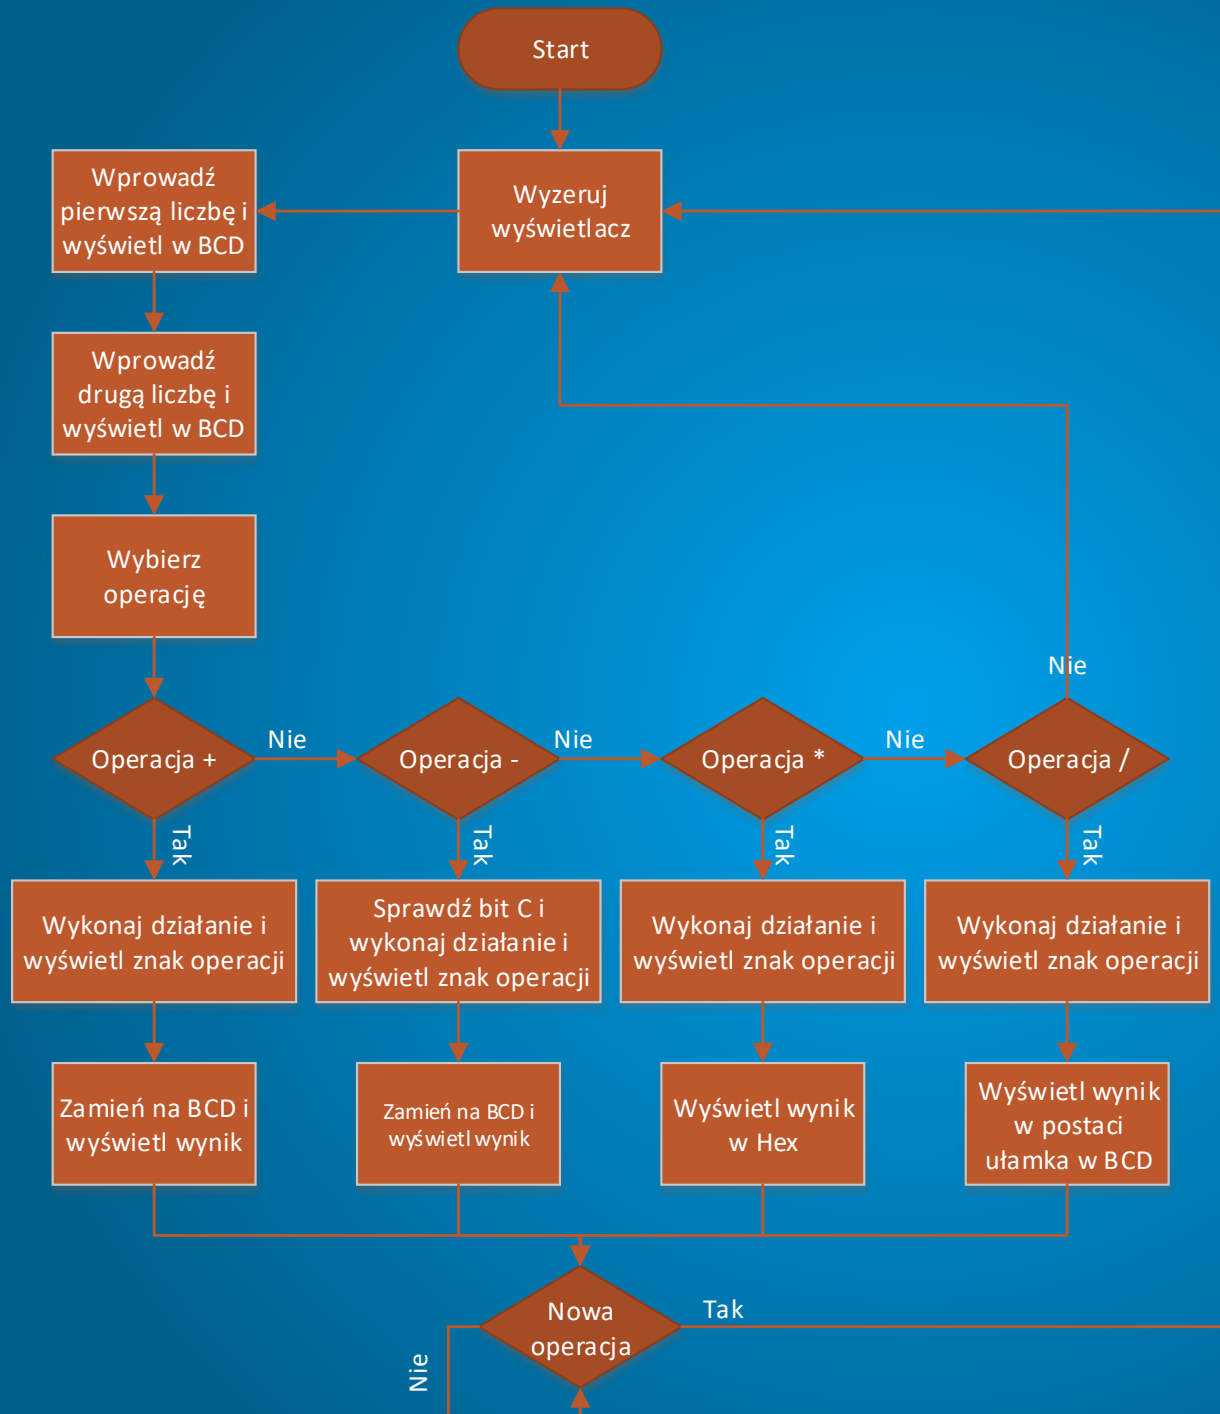 Start
Wyzeruj
wyświetlacz
Wprowadź
pierwszą liczbę i
wyświetl w BCD
Wprowadź
drugą liczbę i
wyświetl w BCD
Wybierz
operację
Operacja +
Nie
Operacja -
Nie
Operacja *
Nie
Operacja /
Nie
Tak
Tak
Tak
Tak
Wykonaj działanie i
wyświetl znak operacji
Sprawdź bit C i
wykonaj działanie i
wyświetl znak operacji
Wykonaj działanie i
wyświetl znak operacji
Wykonaj działanie i
wyświetl znak operacji
Zamień na BCD i
wyświetl wynik
Zamień na BCD i
wyświetl wynik
Wyświetl wynik
w Hex
Wyświetl wynik
w postaci
ułamka w BCD
Nowa
operacja
Tak
Nie